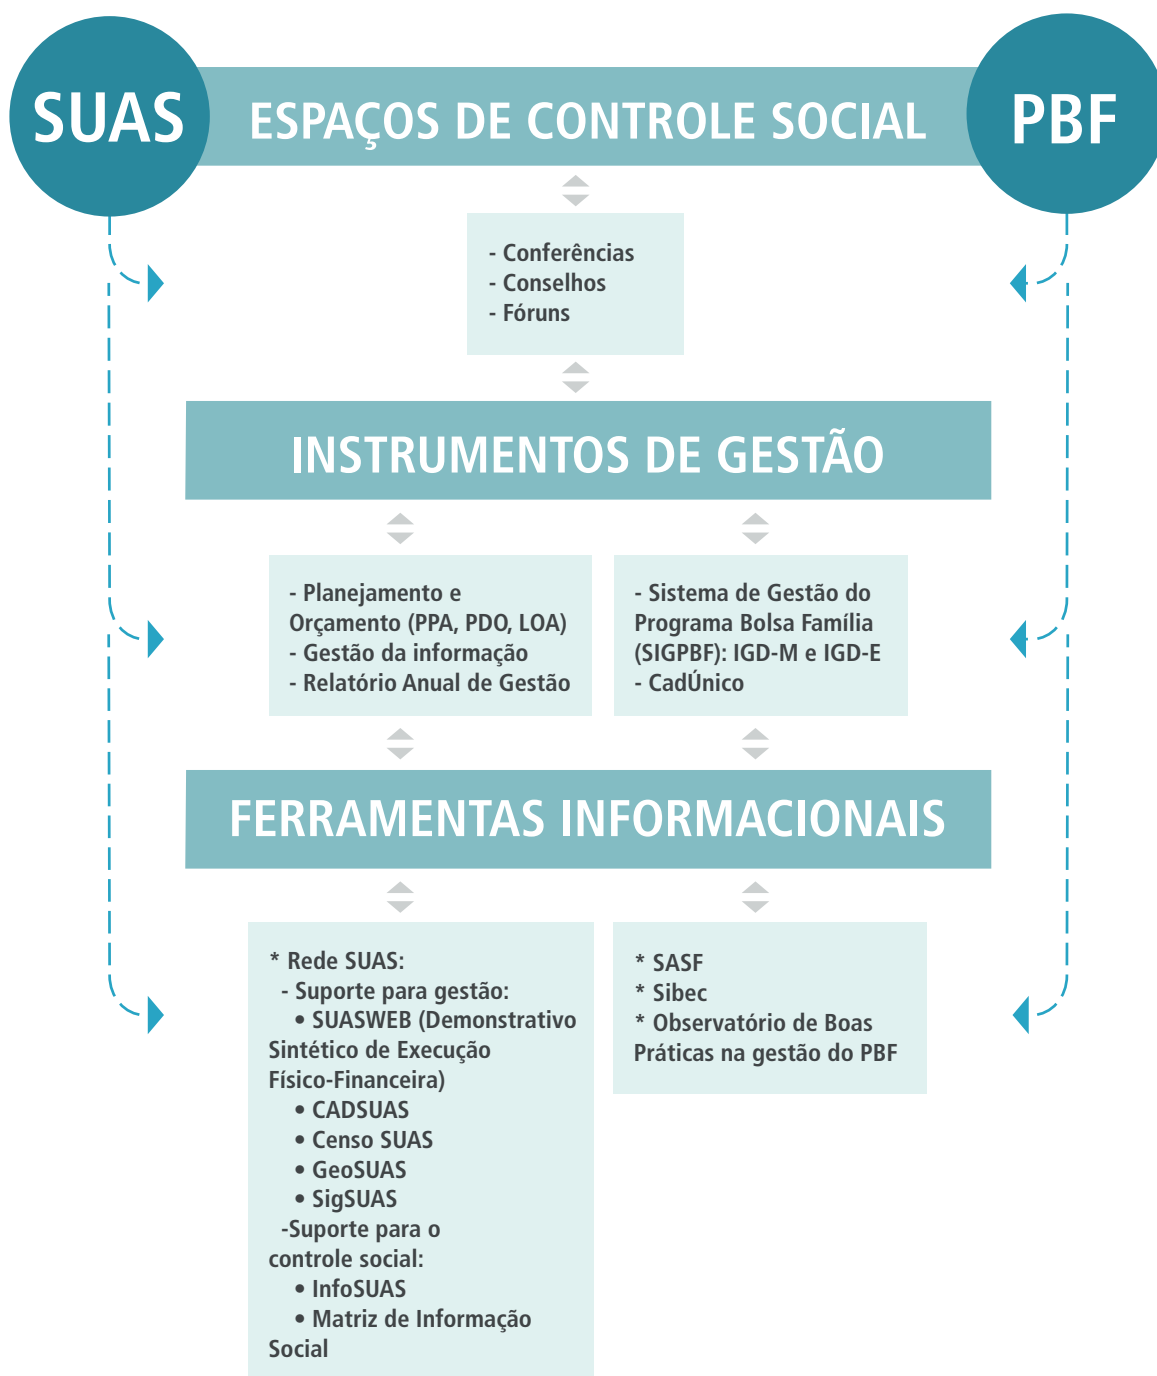 SUAS
ESPAÇOS DE CONTROLE SOCIAL
PBF
- Conferências
- Conselhos
- Fóruns
INSTRUMENTOS DE GESTÃO
- Planejamento e
Orçamento (PPA, PDO, LOA)
- Gestão da informação
- Relatório Anual de Gestão
- Sistema de Gestão do
Programa Bolsa Família
(SIGPBF): IGD-M e IGD-E
- CadÚnico
FERRAMENTAS INFORMACIONAIS
* Rede SUAS:
- Suporte para gestão:
• SUASWEB (Demonstrativo
Sintético de Execução
Físico-Financeira)
• CADSUAS
• Censo SUAS
• GeoSUAS
• SigSUAS
-Suporte para o
controle social:
• InfoSUAS
• Matriz de Informação
Social
* SASF
* Sibec
* Observatório de Boas
Práticas na gestão do PBF